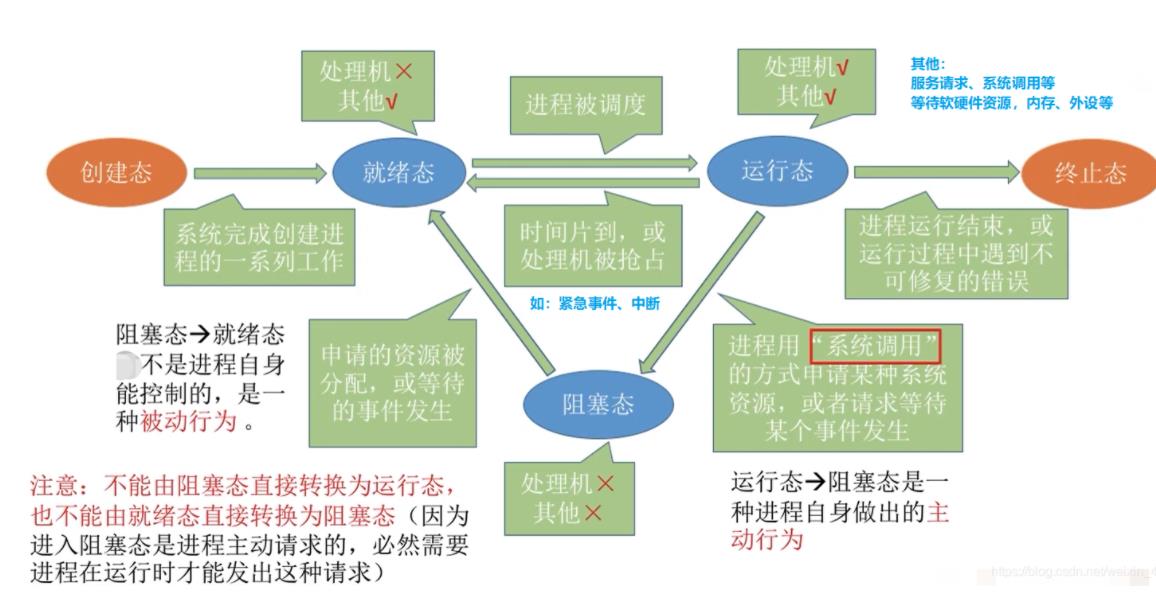 处理机×
其他√
进程被调度
处理机√
其他√
其他：
服务请求、系统调用等
等待软硬件资源，内存、外设等
创建态
就绪态
运行态
终止态
系统完成创建进
程的一系列工作
时间片到，或
处理机被抢占
如：紧急事件、中断
进程运行结束，或
运行过程中遇到不
可修复的错误
阻塞态→就绪态
不是进程自身
能控制的，是一
种被动行为。
申请的资源被
分配，或等待
的事件发生
阻塞态
进程用“系统调用”
的方式申请某种系统
资源，或者请求等待
某个事件发生
处理机×
其他×
运行态→阻塞态是一
种进程自身做出的主
动行为
注意：不能由阻塞态直接转换为运行态，
也不能由就绪态直接转换为阻塞态（因为
进入阻塞态是进程主动请求的，必然需要
进程在运行时才能发出这种请求）